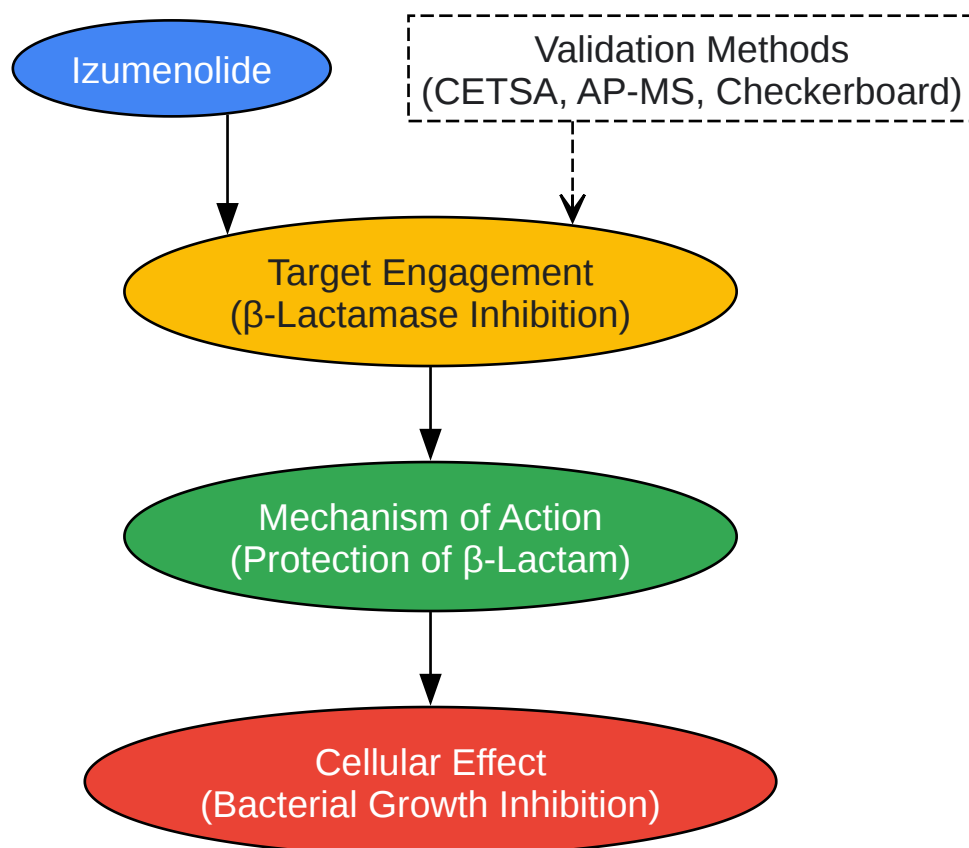 Izumenolide
Validation Methods
(CETSA, AP-MS, Checkerboard)
Target Engagement
(β-Lactamase Inhibition)
Mechanism of Action
(Protection of β-Lactam)
Cellular Effect
(Bacterial Growth Inhibition)